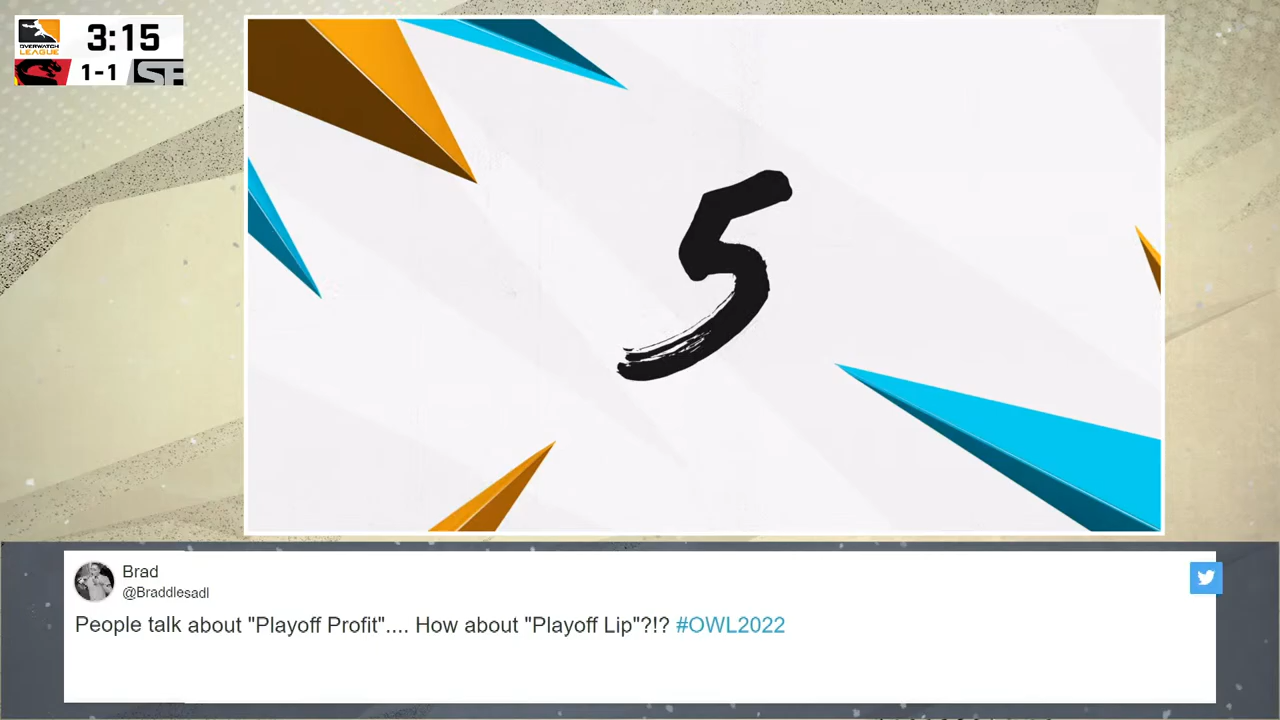 OVERWATCH
LEAGUE
3:15
1-1
SF
5
Brad
@Braddlesadl
People talk about "Playoff Profit".... How about "Playoff Lip"?!? #OWL2022